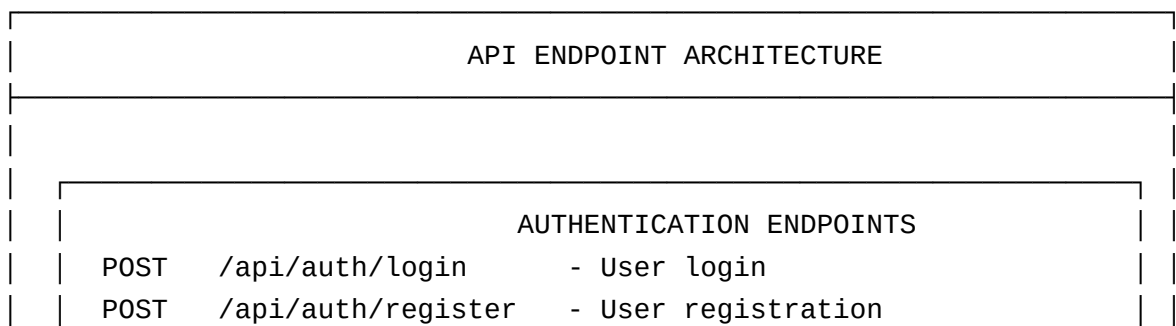 API ENDPOINT ARCHITECTURE
AUTHENTICATION ENDPOINTS
POST /api/auth/login - User login
POST /api/auth/register - User registration